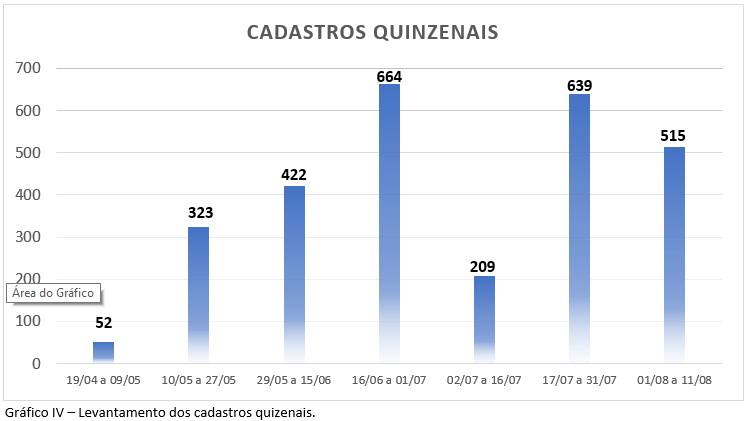 CADASTROS QUINZENAIS
700
600
500
400
300
200
100
0
Área do Gráfico
52
323
422
664
209
639
515
19/04 a 09/05
10/05 a 27/05
29/05 a 15/06
16/06 a 01/07
02/07 a 16/07
17/07 a 31/07
01/08 a 11/08
Gráfico IV – Levantamento dos cadastros quizenais.